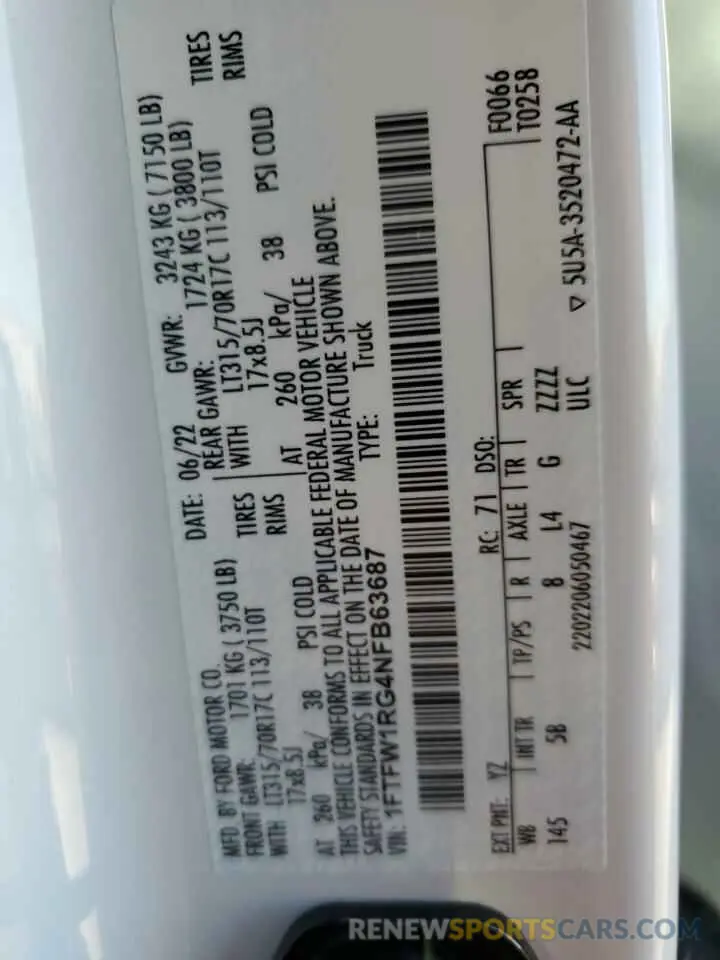 MFD. BY FORD MOTOR CO.
DATE: 06/22 GVWR: 3243 KG ( 7150 LB)
FRONT GAWR: 1701 KG ( 3750 LB)
REAR GAWR: 1724 KG ( 3800 LB)
WITH LT315/70R17C 113/110T TIRES
WITH LT315/70R17C 113/110T TIRES
17x8.5J RIMS
17x8.5J RIMS
AT 260 kPa/ 38 PSI COLD
AT 260 kPa/ 38 PSI COLD
THIS VEHICLE CONFORMS TO ALL APPLICABLE FEDERAL MOTOR VEHICLE
SAFETY STANDARDS IN EFFECT ON THE DATE OF MANUFACTURE SHOWN ABOVE.
VIN: 1FTFW1RG4NFB63687 TYPE: Truck
EXT PNT: YZ RC: 71 DSO: F0066
WB INT TR TP/PS R AXLE TR SPR T0258
145 5B 8 L4 G ZZZZ
ULC
2202206050467 5U5A-3520472-AA
RENEWSPORTSCARS.COM